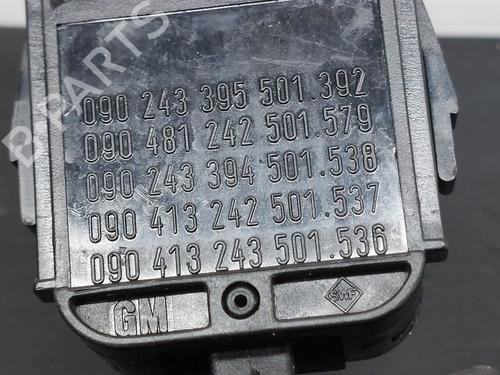 B-PARTS
090 243 395 501.392
090 481 242 501.579
090 243 394 501.538
090 413 242 501.537
090 413 243 501.536
GM
SWF